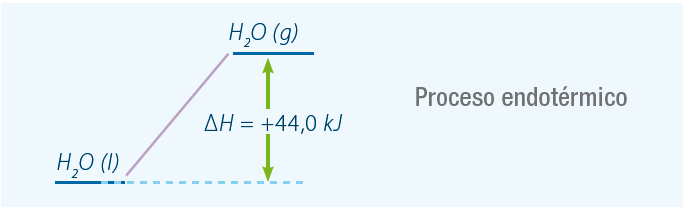 H₂O (g)
Proceso endotérmico
ΔH = +44,0 kJ
H₂O (l)